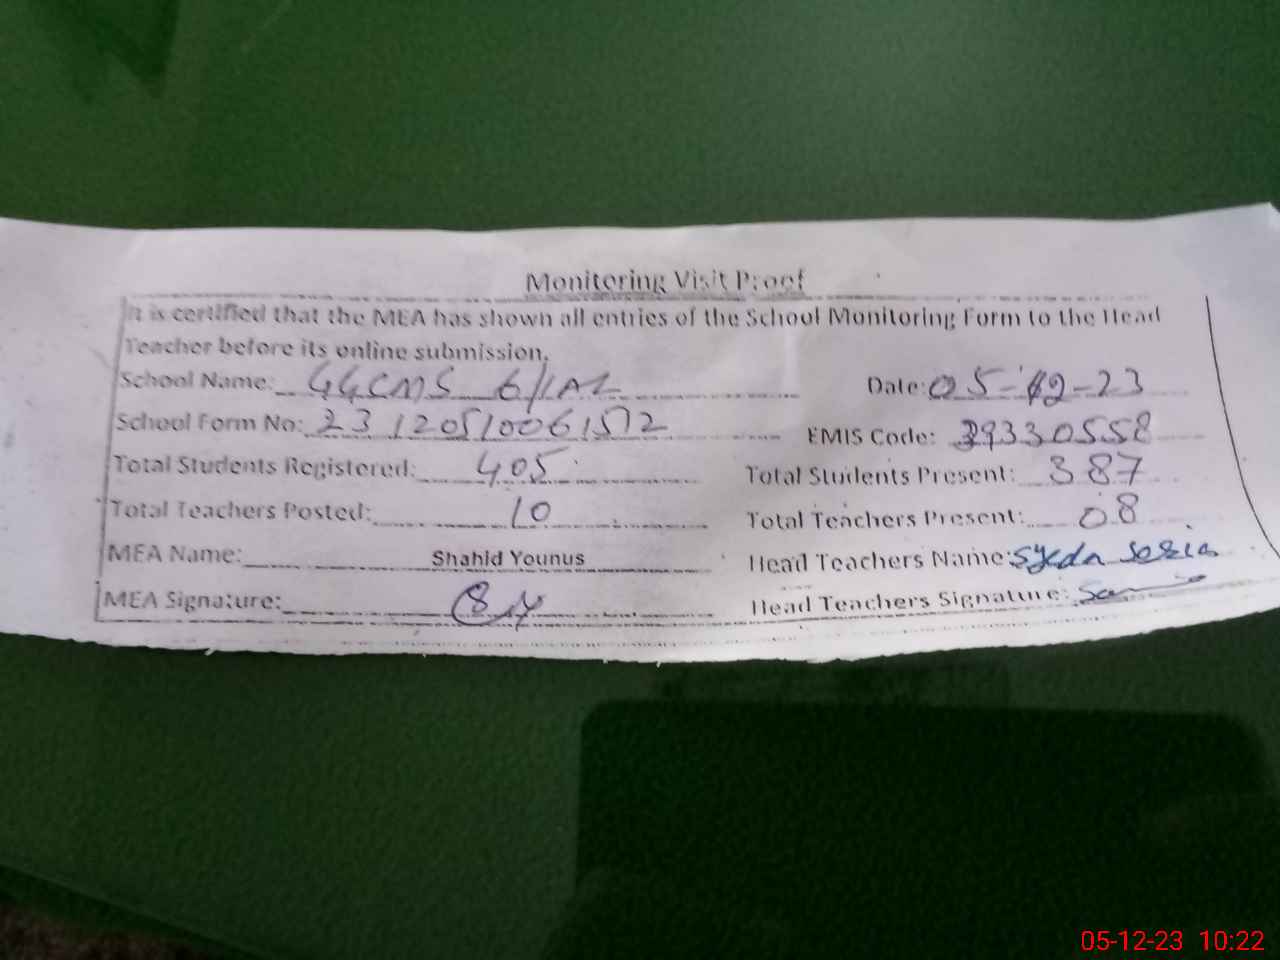 Monitoring Visit Proof
It is certified that the MEA has shown all entries of the School Monitoring Form to the Head
Teacher before its online submission.
School Name: GGCMS 6/1AL Date: 05-12-23
School Form No: 23120510061512 EMIS Code: 39330558
Total Students Registered: 405 Total Students Present: 387
Total Teachers Posted: 10 Total Teachers Present: 08
MEA Name: Shahid Younus Head Teachers Name: Syeda
MEA Signature: Head Teachers Signature:
05-12-23 10:22